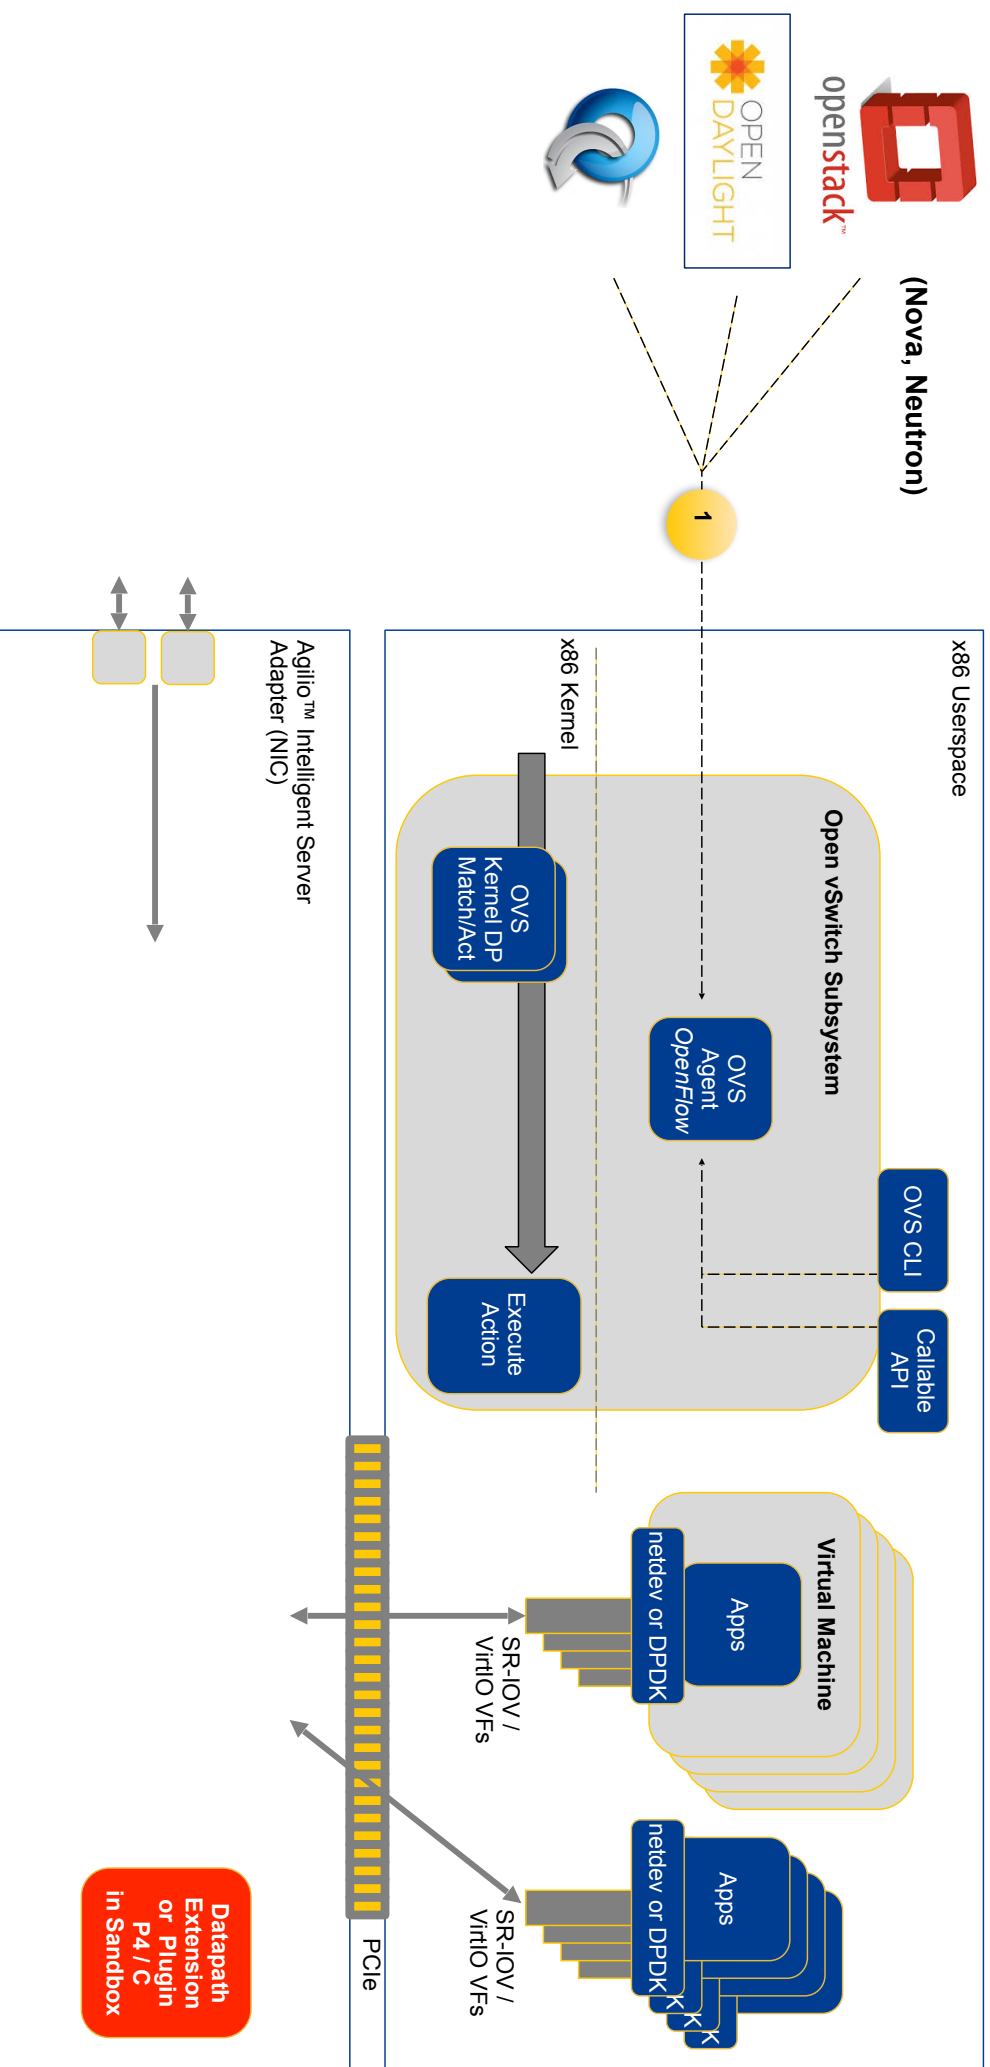 openstack™
(Nova, Neutron)
OPEN
DAYLIGHT
1
x86 Userspace
Open vSwitch Subsystem
OVS CLI
Callable
API
OVS
Agent
OpenFlow
x86 Kernel
OVS
Kernel DP
Match/Act
Execute
Action
Virtual Machine
Apps
netdev or DPDK
SR-IOV /
VirtIO VFs
Apps
netdev or DPDK
K
K
K
SR-IOV /
VirtIO VFs
PCIe
Agilio™ Intelligent Server
Adapter (NIC)
Datapath
Extension
or Plugin
P4 / C
in Sandbox